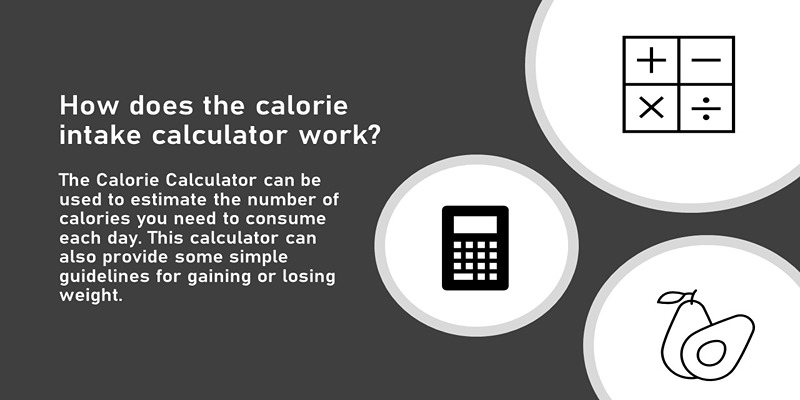 How does the calorie
intake calculator work?
The Calorie Calculator can be
used to estimate the number of
calories you need to consume
each day. This calculator can
also provide some simple
guidelines for gaining or losing
weight.